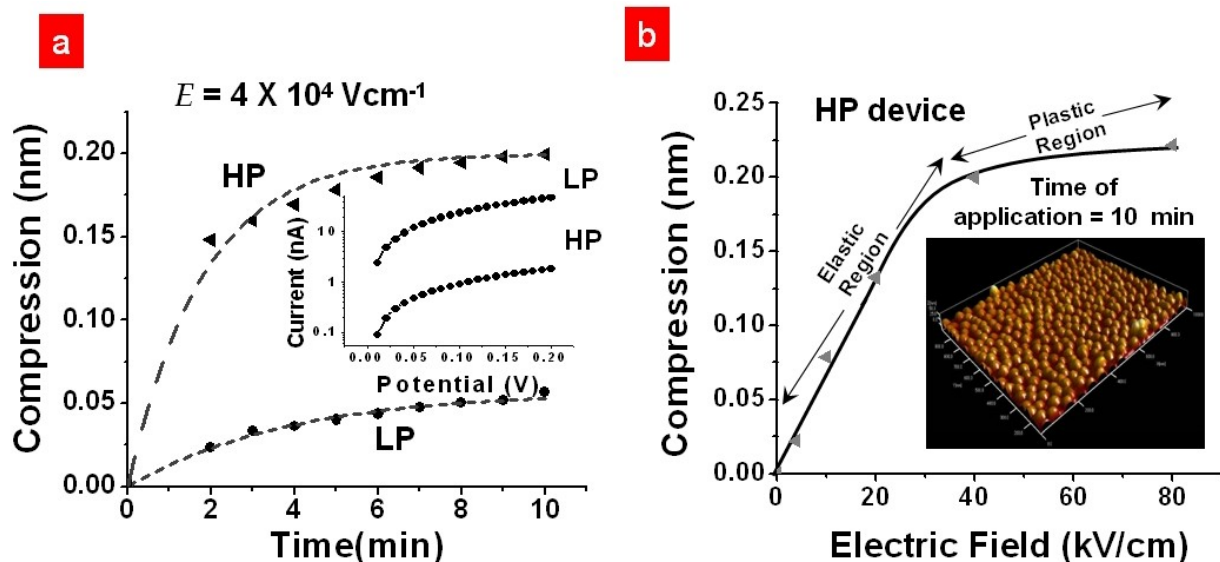 a
E = 4 X 10⁴ Vcm⁻¹
Compression (nm)
0.20
0.15
0.10
0.05
0.00
HP
LP
2
4
6
8
10
Time(min)
Current (nA)
10
1
0.1
LP
HP
0.00
0.05
0.10
0.15
0.20
Potential (V)
b
HP device
Compression (nm)
0.25
0.20
0.15
0.10
0.05
0.00
Elastic
Region
Plastic
Region
Time of
application = 10 min
0
20
40
60
80
Electric Field (kV/cm)